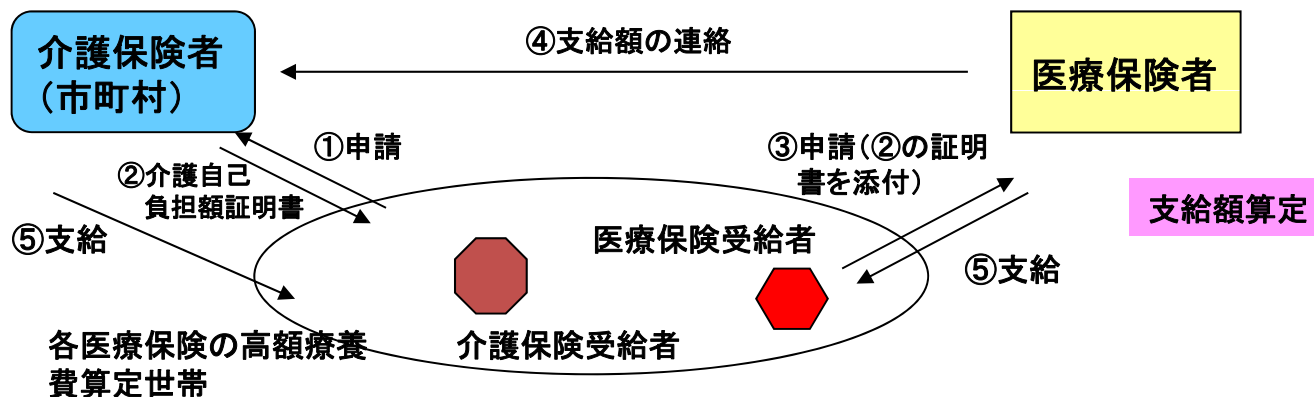 介護保険者
（市町村）
④支給額の連絡
医療保険者
①申請
②介護自己
負担額証明書
③申請（②の証明
書を添付）
支給額算定
⑤支給
医療保険受給者
⑤支給
介護保険受給者
各医療保険の高額療養
費算定世帯